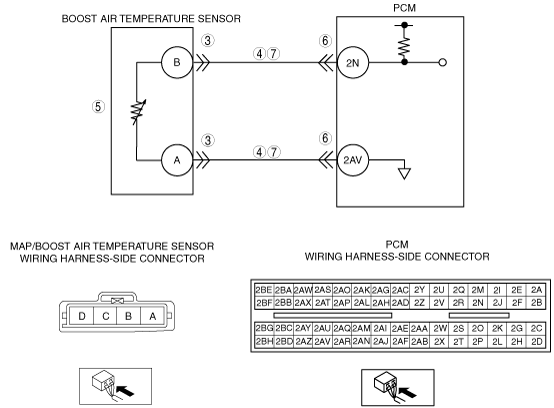 PCM
BOOST AIR TEMPERATURE SENSOR
3
6
B
4 7
2N
5
3
6
A
4 7
2AV
MAP/BOOST AIR TEMPERATURE SENSOR
WIRING HARNESS-SIDE CONNECTOR
PCM
WIRING HARNESS-SIDE CONNECTOR
D C B A
2BE 2BA 2AW 2AS 2AO 2AK 2AG 2AC 2Y 2U 2Q 2M 2I 2E 2A
2BF 2BB 2AX 2AT 2AP 2AL 2AH 2AD 2Z 2V 2R 2N 2J 2F 2B
2BG 2BC 2AY 2AU 2AQ 2AM 2AI 2AE 2AA 2W 2S 2O 2K 2G 2C
2BH 2BD 2AZ 2AV 2AR 2AN 2AJ 2AF 2AB 2X 2T 2P 2L 2H 2D